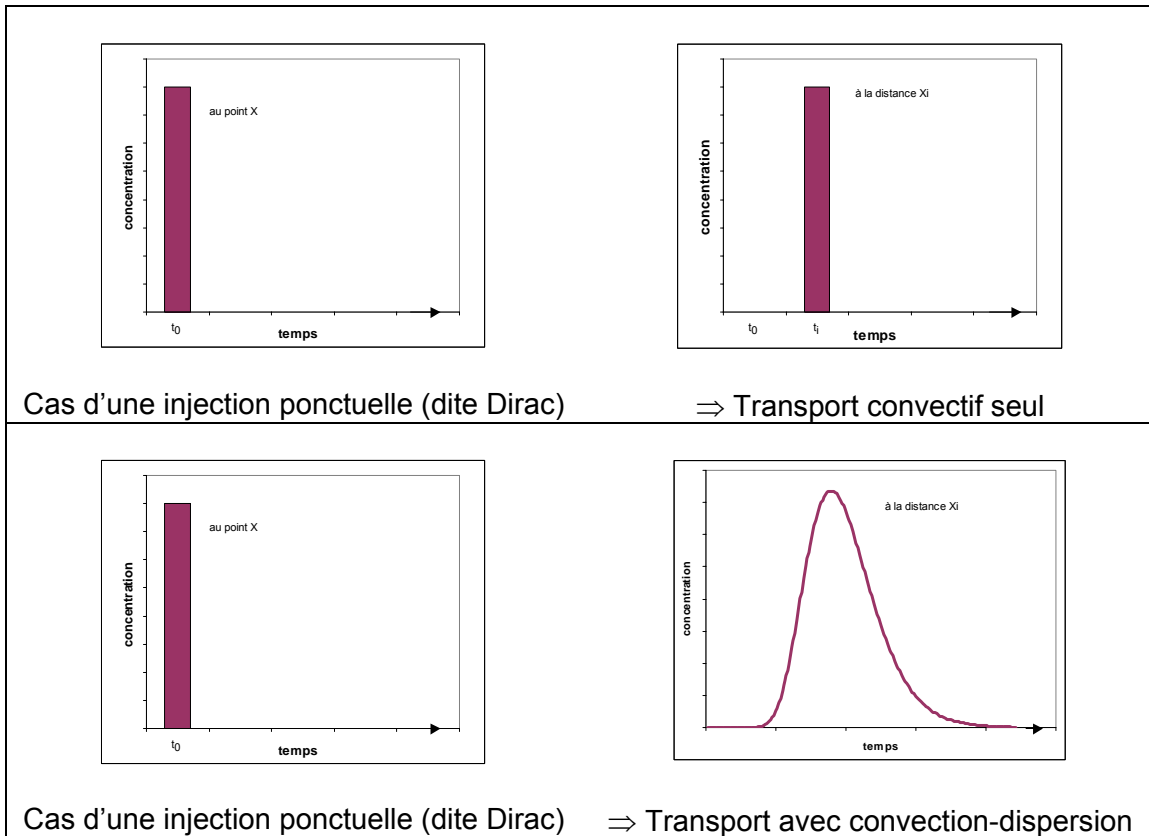 concentration
au point X
t0
temps
concentration
à la distance Xi
t0
ti
temps
Cas d'une injection ponctuelle (dite Dirac)
⇒ Transport convectif seul
concentration
au point X
t0
temps
concentration
à la distance Xi
temps
Cas d'une injection ponctuelle (dite Dirac)
⇒ Transport avec convection-dispersion